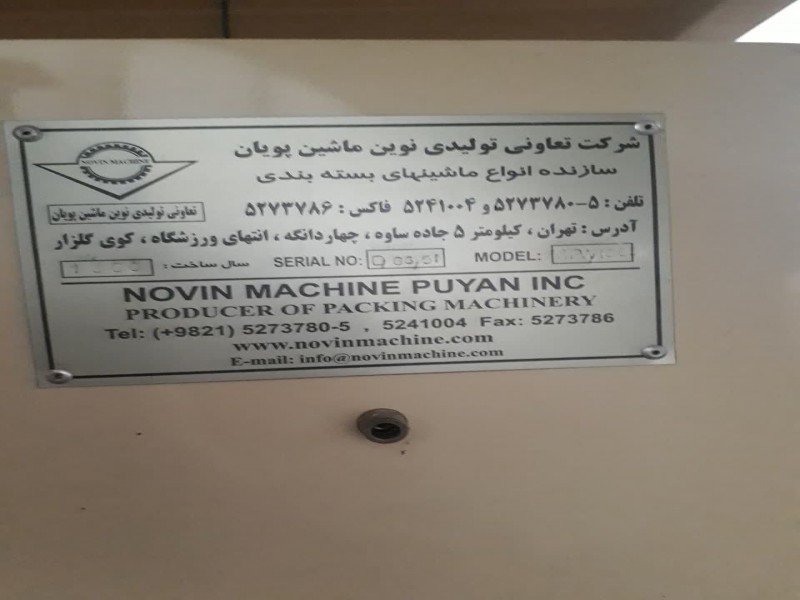 NOVIN MACHINE
تعاونی تولیدی نوین ماشین پویان
شرکت تعاونی تولیدی نوین ماشین پویان
سازنده انواع ماشینهای بسته بندی
تلفن : ۵-۵۲۷۳۷۸۰ و ۵۲۴۱۰۰۴ فاکس : ۵۲۷۳۷۸۶
آدرس : تهران ، کیلومتر ۵ جاده ساوه ، چهاردانگه ، انتهای ورزشگاه ، کوی گلزار
سال ساخت : SERIAL NO: MODEL:
NOVIN MACHINE PUYAN INC
PRODUCER OF PACKING MACHINERY
Tel: (+9821) 5273780-5 , 5241004 Fax: 5273786
www.novinmachine.com
E-mail: info@novinmachine.com